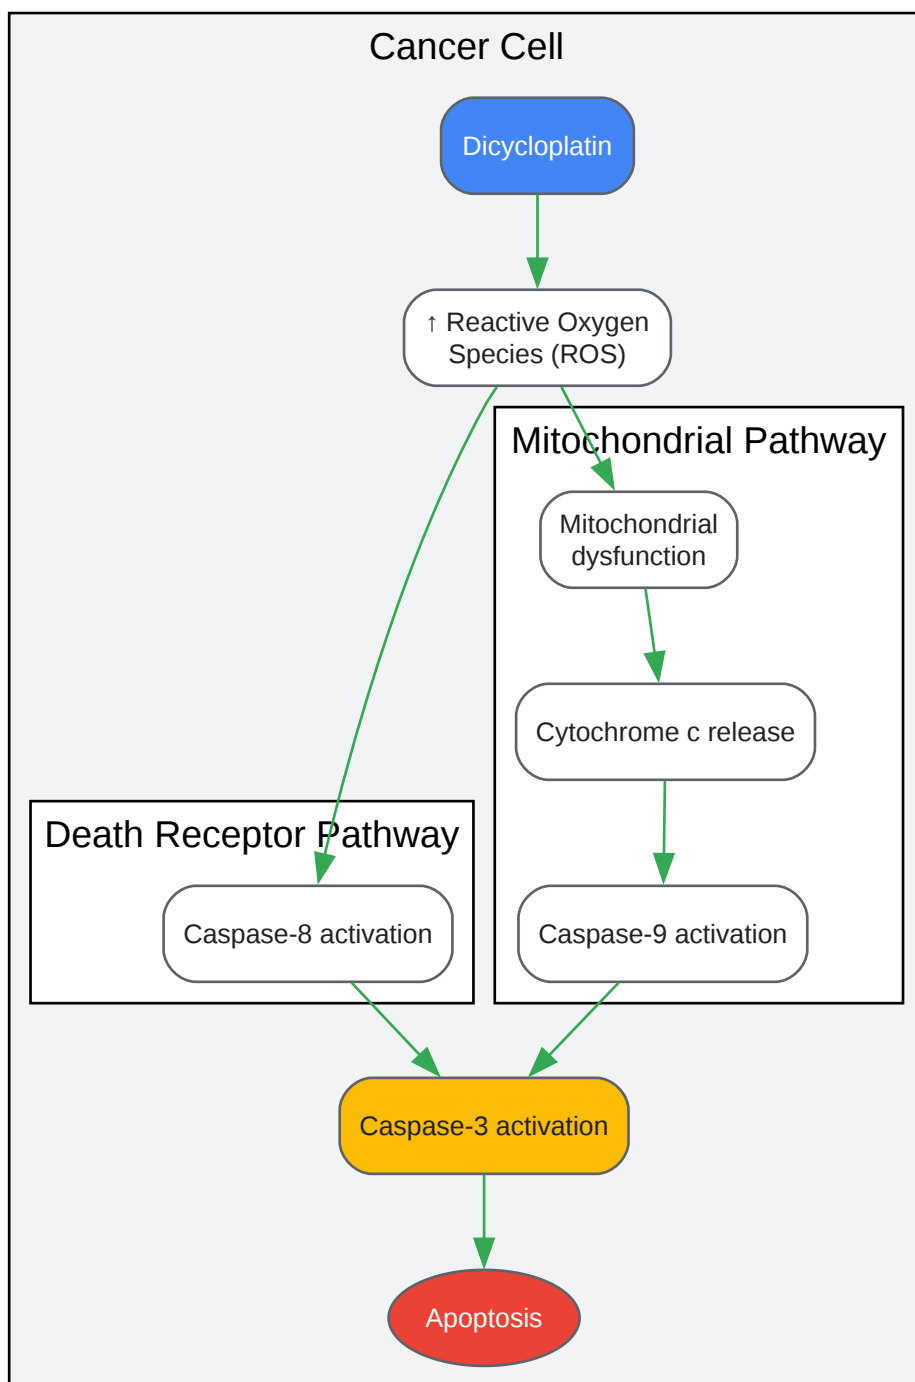 Cancer Cell
Dicycloplatin
↑ Reactive Oxygen
Species (ROS)
Mitochondrial Pathway
Mitochondrial
dysfunction
Cytochrome c release
Death Receptor Pathway
Caspase-8 activation
Caspase-9 activation
Caspase-3 activation
Apoptosis